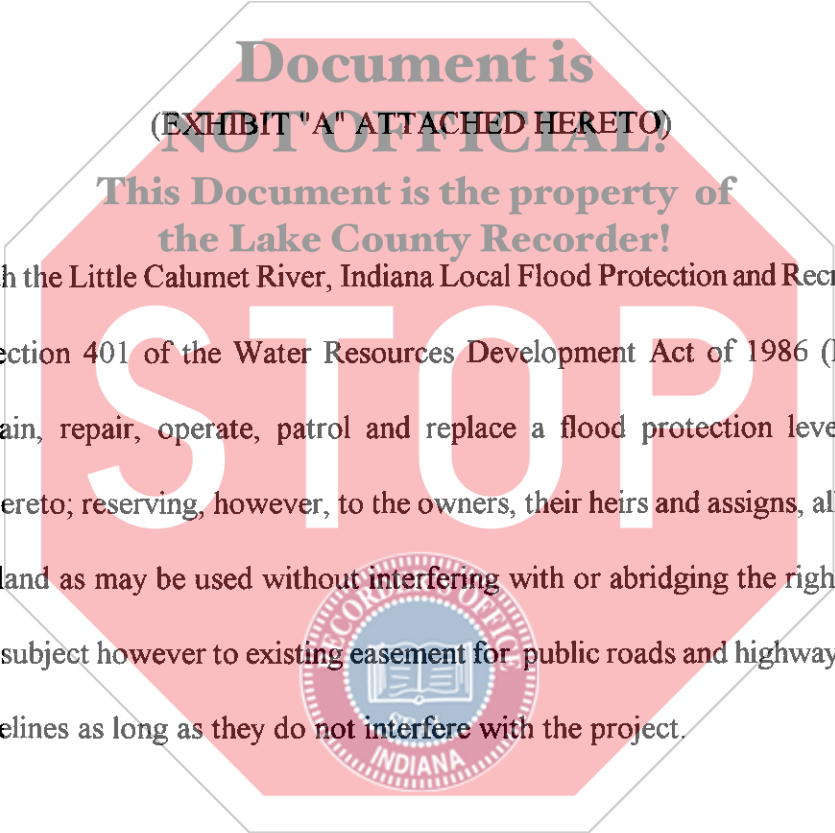 Document is
(EXHIBIT "A" ATTACHED HERETO)
NOT OFFICIAL!
This Document is the property of
the Lake County Recorder!
h the Little Calumet River, Indiana Local Flood Protection and Recr
ection 401 of the Water Resources Development Act of 1986 (
ain, repair, operate, patrol and replace a flood protection leve
ereto; reserving, however, to the owners, their heirs and assigns, all
land as may be used without interfering with or abridging the righ
subject however to existing easement for public roads and highway
elines as long as they do not interfere with the project.
STOP
RECORDER'S OFFICE
SEAL
INDIANA